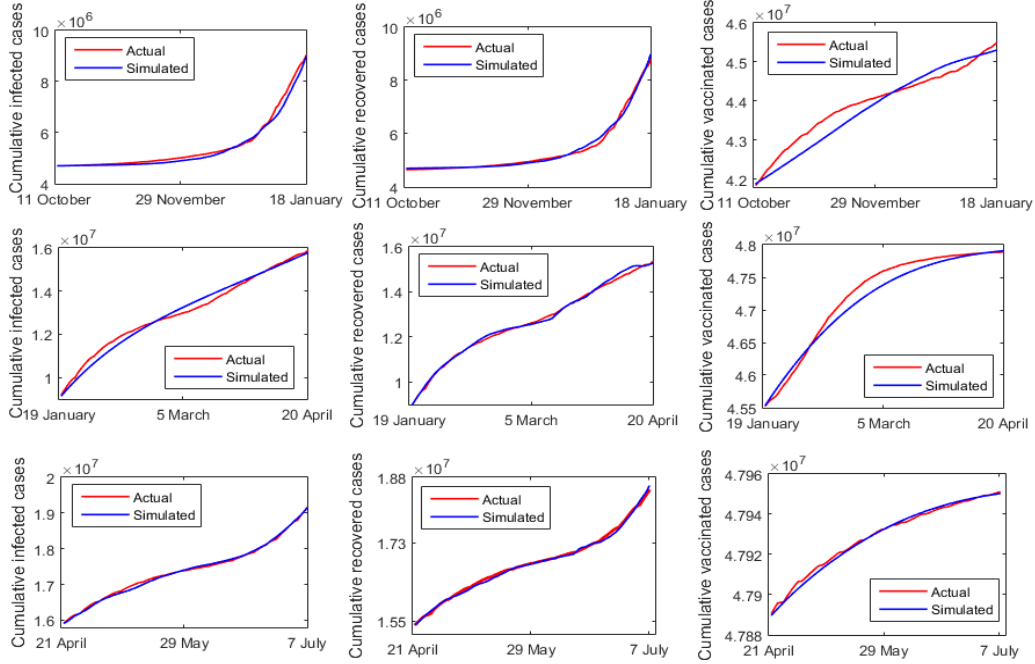 Cumulative infected cases
× 10^6
10
8
6
4
Actual
Simulated
11 October
29 November
18 January
Cumulative recovered cases
× 10^6
10
8
6
4
Actual
Simulated
11 October
29 November
18 January
Cumulative vaccinated cases
× 10^7
4.6
4.5
4.4
4.3
4.2
Actual
Simulated
11 October
29 November
18 January
Cumulative infected cases
× 10^7
1.6
1.4
1.2
1
Actual
Simulated
19 January
5 March
20 April
Cumulative recovered cases
× 10^7
1.6
1.4
1.2
1
Actual
Simulated
19 January
5 March
20 April
Cumulative vaccinated cases
× 10^7
4.8
4.75
4.7
4.65
4.6
4.55
Actual
Simulated
19 January
5 March
20 April
Cumulative infected cases
× 10^7
2
1.9
1.8
1.7
1.6
Actual
Simulated
21 April
29 May
7 July
Cumulative recovered cases
× 10^7
1.88
1.73
1.55
Actual
Simulated
21 April
29 May
7 July
Cumulative vaccinated cases
× 10^7
4.796
4.794
4.792
4.79
4.788
Actual
Simulated
21 April
29 May
7 July